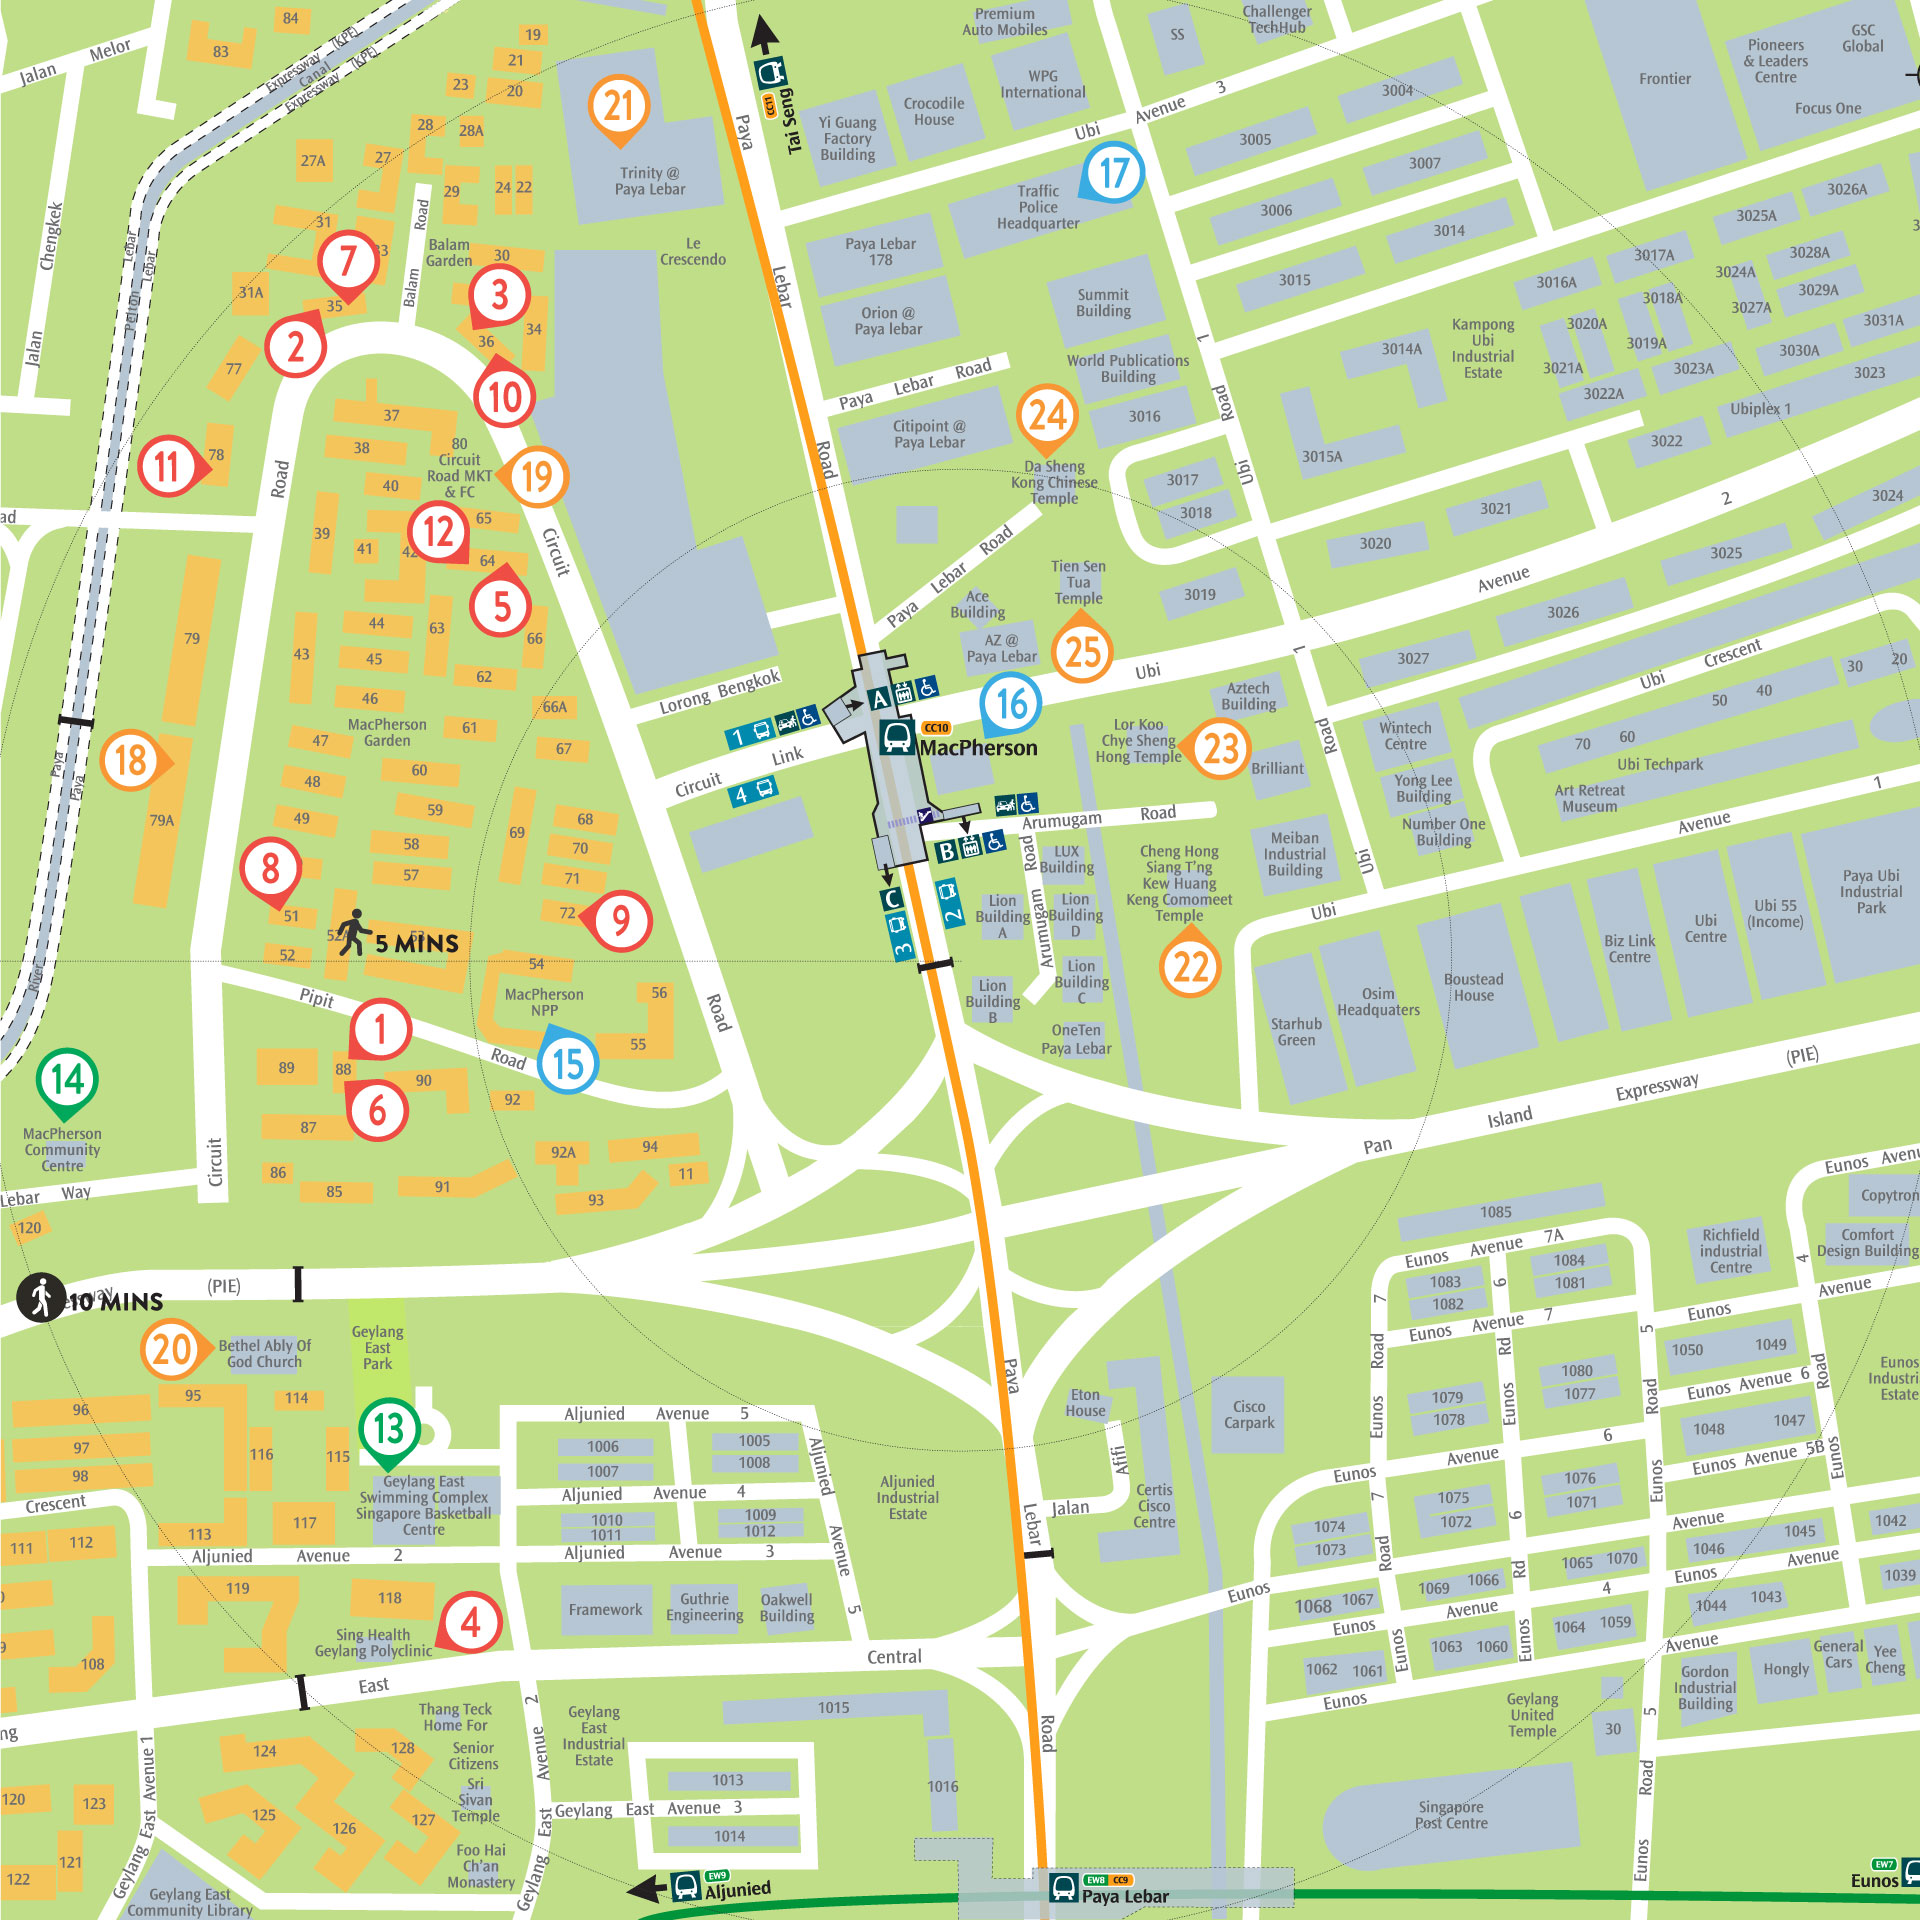 84
83
Jalan Melor
Expressway (KPE)
Canal
Expressway (KPE)
19
21
20
23
28
28A
27A
27
29
24
22
31
33
30
31A
35
34
36
77
78
21
Trinity @
Paya Lebar
Le
Crescendo
Balam
Garden
Balam Road
Jalan Chengkek
Pelton
Lebar
Lebar
7
2
3
10
11
19
12
5
Tai Seng
CC11
Paya
Lebar
Road
Premium
Auto Mobiles
SS
Challenger
TechHub
WPG
International
Crocodile
House
Yi Guang
Factory
Building
Ubi Avenue 3
17
Traffic
Police
Headquarter
Paya Lebar
178
Orion @
Paya lebar
Summit
Building
World Publications
Building
3016
Paya Lebar Road
Citipoint @
Paya Lebar
24
Da Sheng
Kong Chinese
Temple
Frontier
Pioneers
& Leaders
Centre
GSC
Global
Focus One
3004
3005
3007
3006
3014
3015
3026A
3025A
3017A
3028A
3024A
3016A
3029A
3018A
3027A
3020A
3031A
3019A
3030A
3014A
Kampong
Ubi
Industrial
Estate
3021A
3023A
3023
3022A
Ubiplex 1
3022
3015A
3017
3018
3021
3020
3024
3025
3019
3026
3027
Ubi Road 1
Ubi Avenue 2
37
38
80
Circuit
Road MKT
& FC
40
39
65
41
42
64
44
63
66
43
45
62
46
MacPherson
Garden
61
66A
47
67
60
48
59
49
69
68
58
70
57
71
51
72
52A
53
52
54
79
79A
18
8
9
5 MINS
Circuit Road
Circuit Road
Lorong Bengkok
Circuit Link
1
4
A
CC10
MacPherson
B
C
2
3
Paya Lebar Road
Tien Sen
Tua
Temple
Ace
Building
AZ @
Paya Lebar
25
16
Lor Koo
Chye Sheng
Hong Temple
23
Aztech
Building
Brilliant
Arumugam Road
Arumugam Road
LUX
Building
Lion
Building
A
Lion
Building
D
Lion
Building
C
Lion
Building
B
OneTen
Paya Lebar
Cheng Hong
Siang T'ng
Kew Huang
Keng Comomeet
Temple
22
Meiban
Industrial
Building
Wintech
Centre
Yong Lee
Building
Number One
Building
Ubi Crescent
30
20
50
40
70
60
Ubi Techpark
Art Retreat
Museum
Ubi Avenue 1
Paya Ubi
Industrial
Park
Ubi 55
(Income)
Ubi
Centre
Biz Link
Centre
Boustead
House
Osim
Headquaters
Starhub
Green
Paya
Paya
River
MacPherson
NPP
56
55
15
Pipit Road
1
89
88
90
6
92
87
86
85
91
92A
94
11
93
14
MacPherson
Community
Centre
Lebar Way
Circuit
120
10 MINS
(PIE)
Pan Island Expressway (PIE)
20
Bethel Ably Of
God Church
Geylang
East
Park
95
114
96
97
98
116
115
13
Geylang East
Swimming Complex
Singapore Basketball
Centre
Crescent
113
117
111
112
119
118
Aljunied Avenue 2
Aljunied Avenue 5
1006
1005
1007
1008
Aljunied Avenue 4
1010
1009
1011
1012
Aljunied Avenue 3
Aljunied Avenue 5
Aljunied
Industrial
Estate
Framework
Guthrie
Engineering
Oakwell
Building
Sing Health
Geylang Polyclinic
4
108
East Central
Thang Teck
Home For
Senior
Citizens
Sri
Sivan
Temple
Foo Hai
Ch'an
Monastery
Geylang East Avenue 2
Geylang
East
Industrial
Estate
1015
1016
1013
Geylang East Avenue 3
1014
124
128
125
126
127
120
123
121
122
Geylang East Avenue 1
Geylang East
Community Library
EW9
Aljunied
Paya Lebar Road
EW8 CC9
Paya Lebar
EW7
Eunos
Eton
House
Cisco
Carpark
Certis
Cisco
Centre
Jalan Afifi
1085
Eunos Avenue 7A
1084
1083
1081
1082
Eunos Avenue 7
1080
1079
1077
1078
Eunos Avenue 6
1076
1075
1071
1072
1074
1073
1065
1070
1066
1069
1067
1068
Eunos Avenue 4
1064
1059
1063
1060
1062
1061
Eunos Road 7
Eunos Rd 6
Eunos Road 5
Eunos Road 4
Richfield
industrial
Centre
Copytron
Comfort
Design Building
Eunos Avenue
1050
1049
Eunos Avenue 6
1048
1047
Eunos Avenue 5B
1045
1046
1042
1044
1043
1039
Gordon
Industrial
Building
Hongly
General
Cars
Yee
Cheng
Geylang
United
Temple
30
Singapore
Post Centre